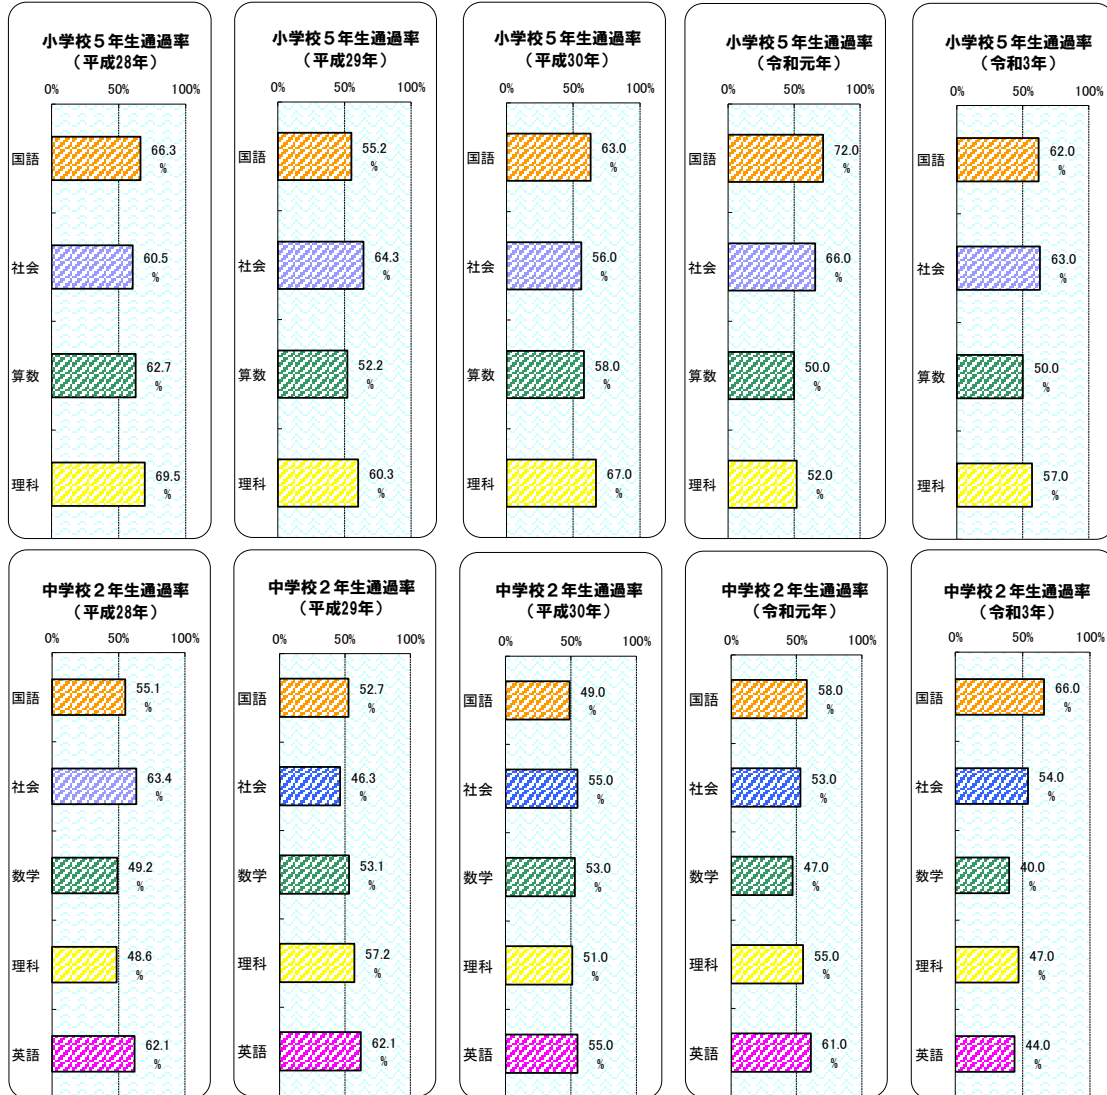 小学校５年生通過率
（平成28年）
0% 50% 100%
国語 66.3 %
社会 60.5 %
算数 62.7 %
理科 69.5 %
小学校５年生通過率
（平成29年）
0% 50% 100%
国語 55.2 %
社会 64.3 %
算数 52.2 %
理科 60.3 %
小学校５年生通過率
（平成30年）
0% 50% 100%
国語 63.0 %
社会 56.0 %
算数 58.0 %
理科 67.0 %
小学校５年生通過率
（令和元年）
0% 50% 100%
国語 72.0 %
社会 66.0 %
算数 50.0 %
理科 52.0 %
小学校５年生通過率
（令和3年）
0% 50% 100%
国語 62.0 %
社会 63.0 %
算数 50.0 %
理科 57.0 %
中学校２年生通過率
（平成28年）
0% 50% 100%
国語 55.1 %
社会 63.4 %
数学 49.2 %
理科 48.6 %
英語 62.1 %
中学校２年生通過率
（平成29年）
0% 50% 100%
国語 52.7 %
社会 46.3 %
数学 53.1 %
理科 57.2 %
英語 62.1 %
中学校２年生通過率
（平成30年）
0% 50% 100%
国語 49.0 %
社会 55.0 %
数学 53.0 %
理科 51.0 %
英語 55.0 %
中学校２年生通過率
（令和元年）
0% 50% 100%
国語 58.0 %
社会 53.0 %
数学 47.0 %
理科 55.0 %
英語 61.0 %
中学校２年生通過率
（令和3年）
0% 50% 100%
国語 66.0 %
社会 54.0 %
数学 40.0 %
理科 47.0 %
英語 44.0 %